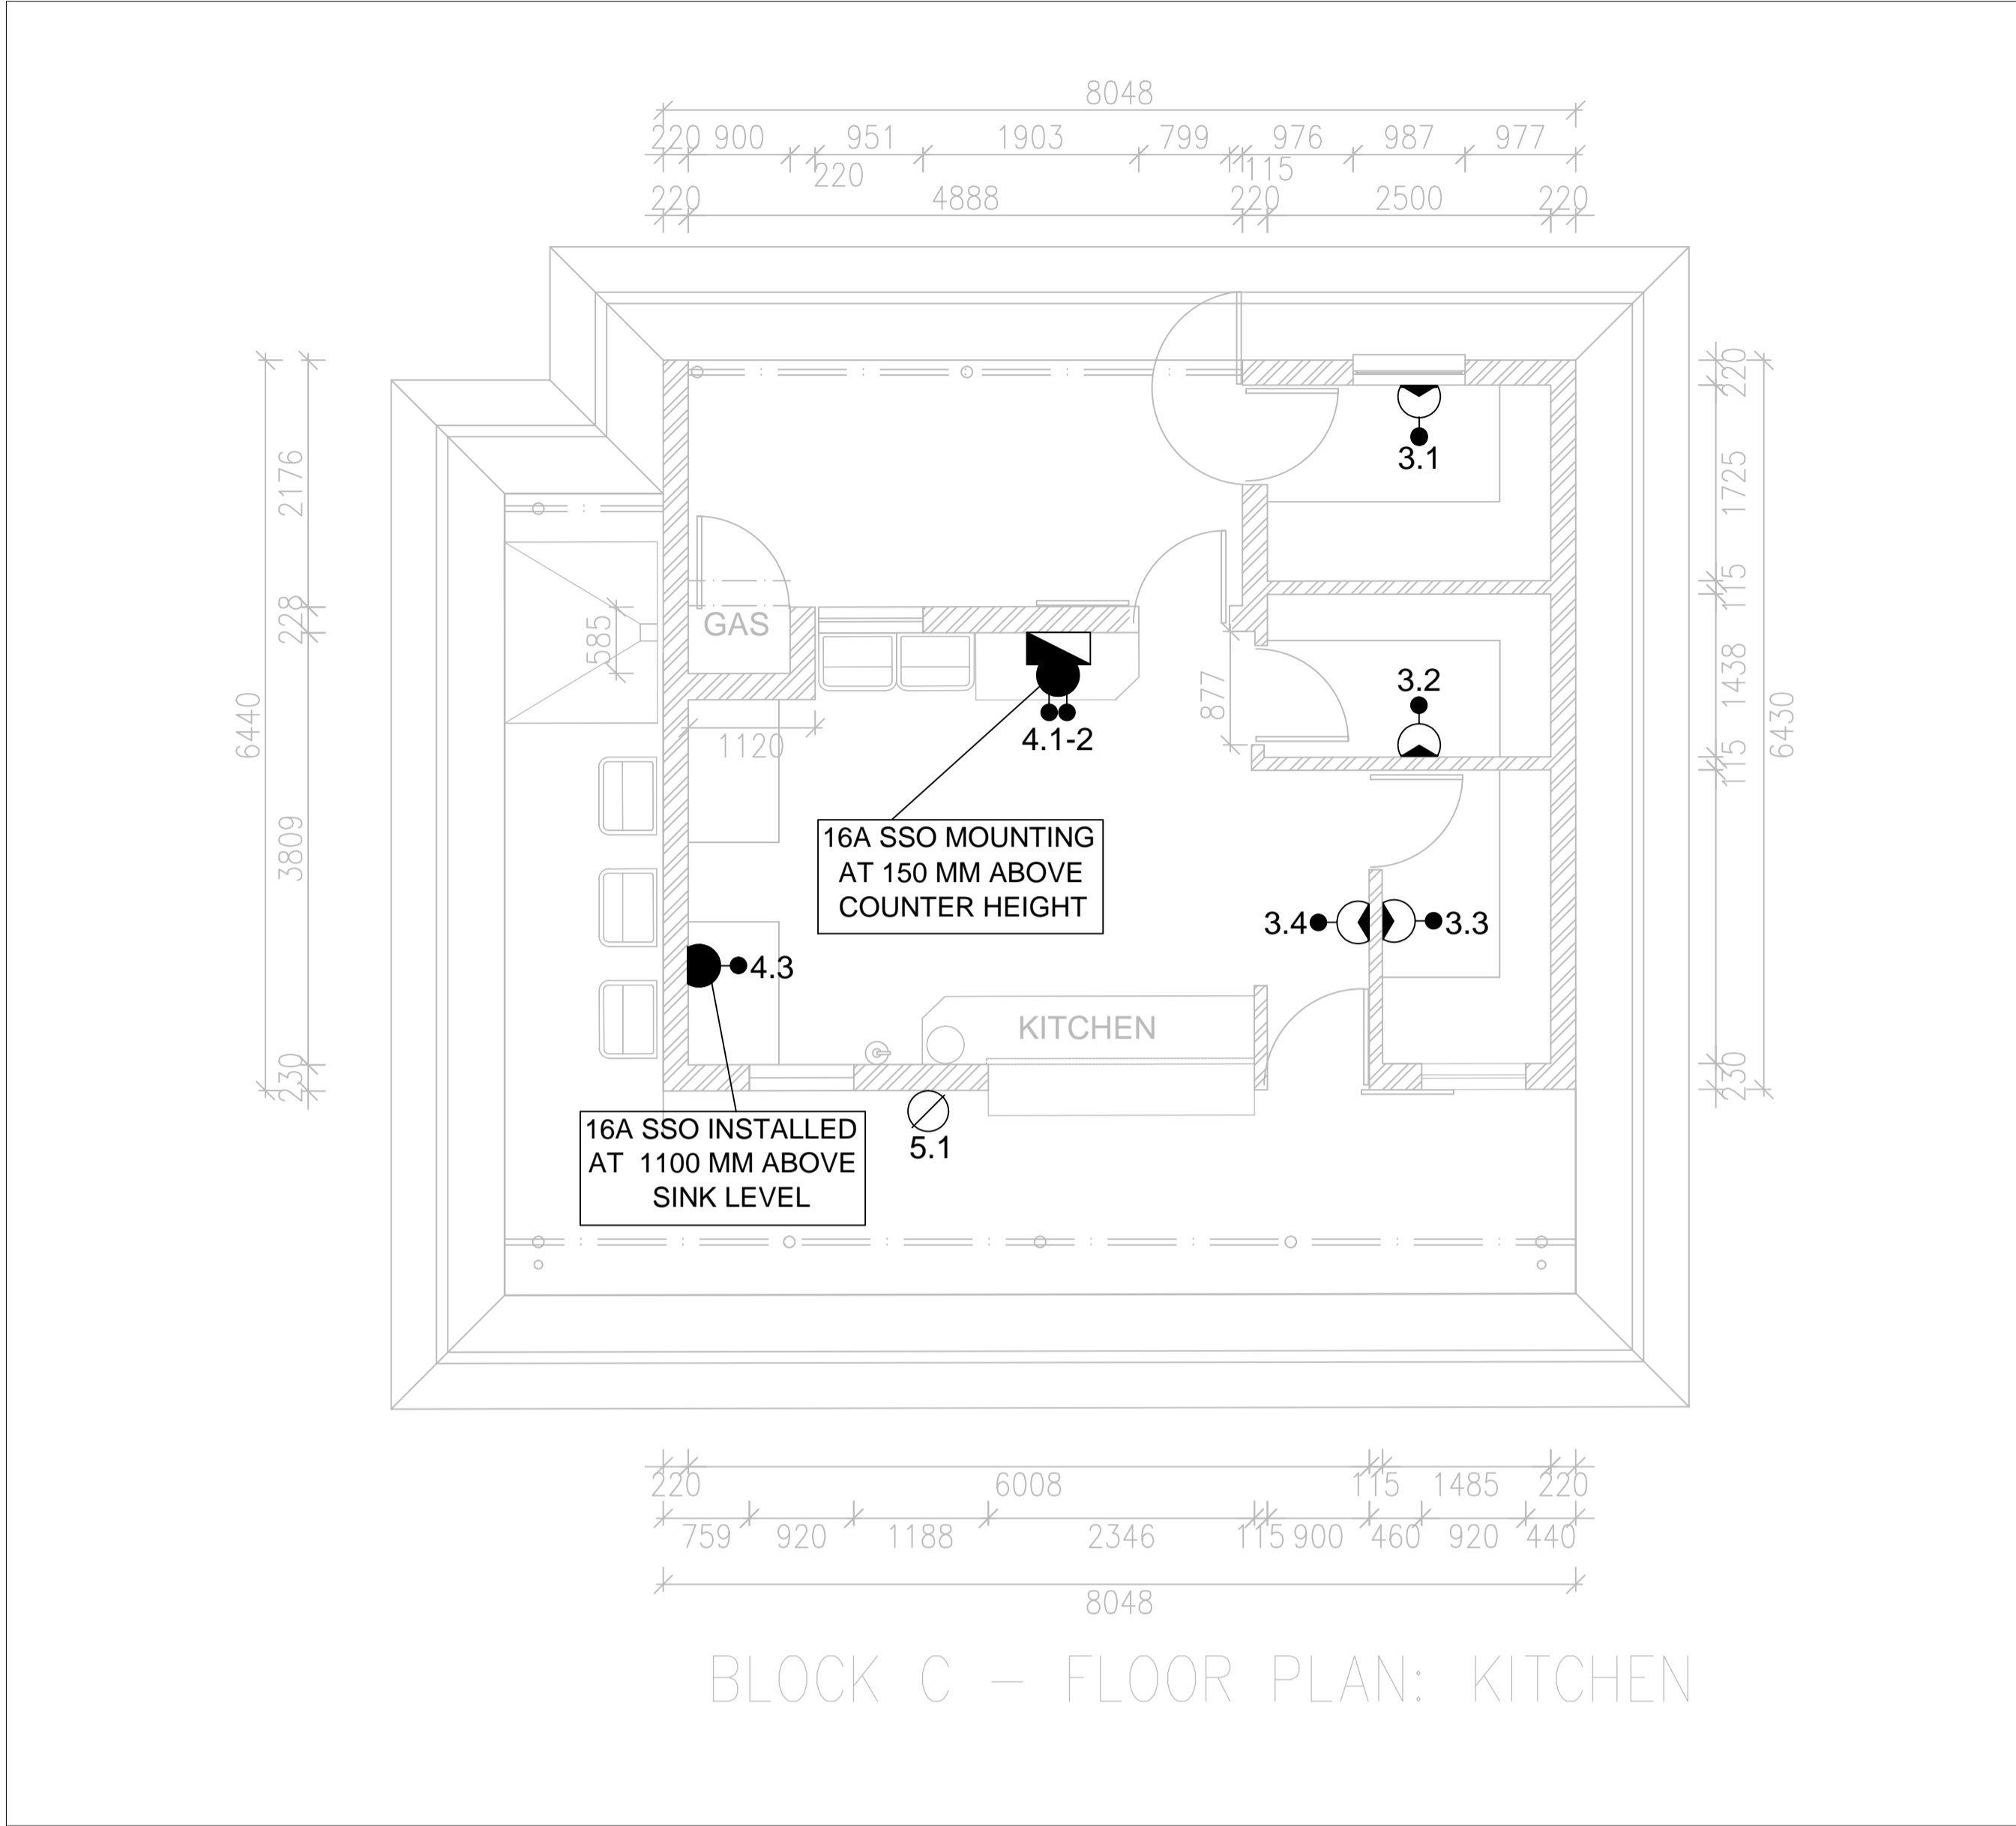 8048
220 900 951 1903 799 976 987 977
220 115
220 4888 220 2500 220
220
3.1
2176
1725
115
228
585
GAS
877
3.2
1438
6440
1120
4.1-2
6430
115
16A SSO MOUNTING
AT 150 MM ABOVE
COUNTER HEIGHT
3809
3.4
3.3
4.3
KITCHEN
230
230
16A SSO INSTALLED
AT 1100 MM ABOVE
SINK LEVEL
5.1
220 6008 115 1485 220
759 920 1188 2346 115 900 460 920 440
8048
BLOCK C - FLOOR PLAN: KITCHEN